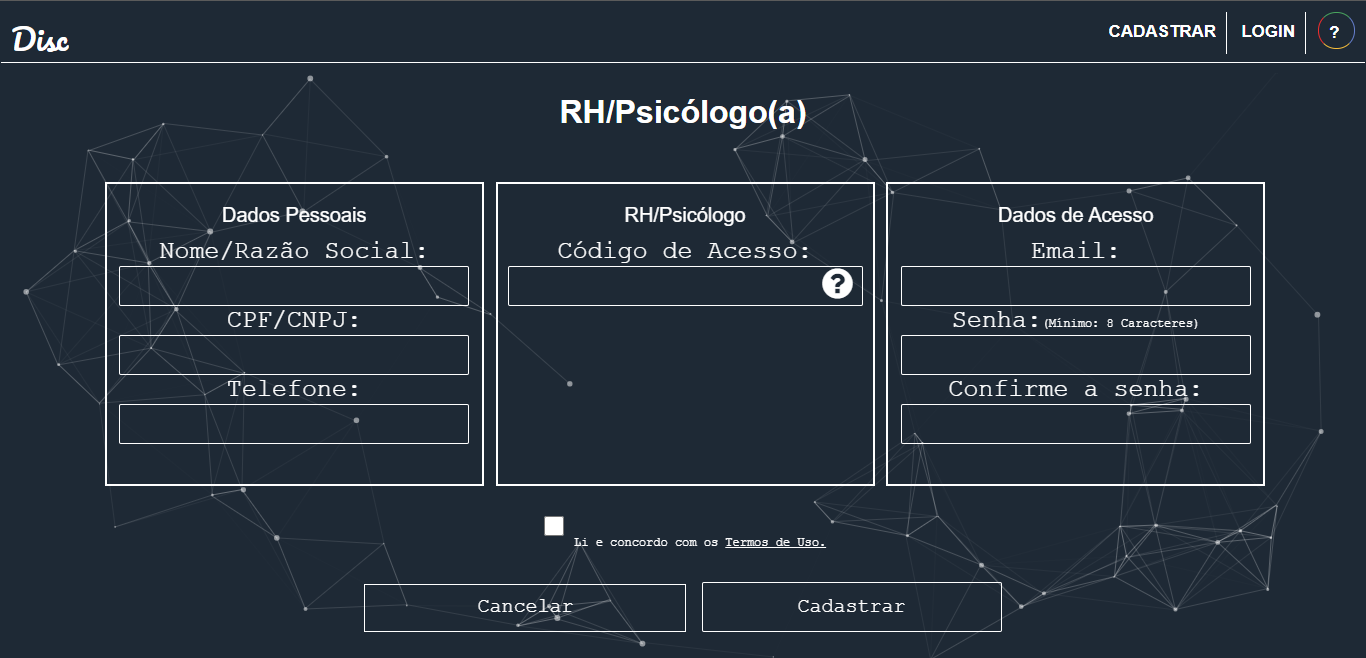 Disc
CADASTRAR
LOGIN
?
RH/Psicólogo(a)
Dados Pessoais
Nome/Razão Social:
CPF/CNPJ:
Telefone:
RH/Psicólogo
Código de Acesso:
?
Dados de Acesso
Email:
Senha:(Mínimo: 8 Caracteres)
Confirme a senha:
Li e concordo com os Termos de Uso.
Cancelar
Cadastrar